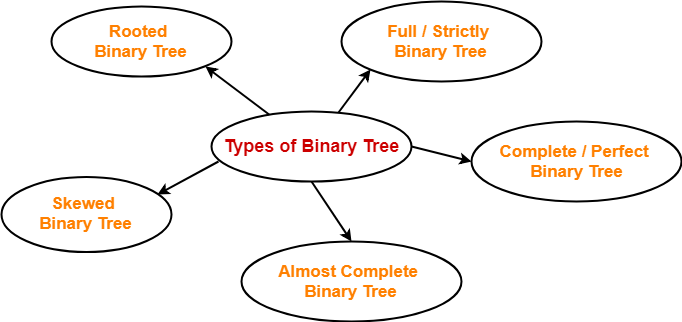 Rooted
Binary Tree
Full / Strictly
Binary Tree
Types of Binary Tree
Complete / Perfect
Binary Tree
Skewed
Binary Tree
Almost Complete
Binary Tree